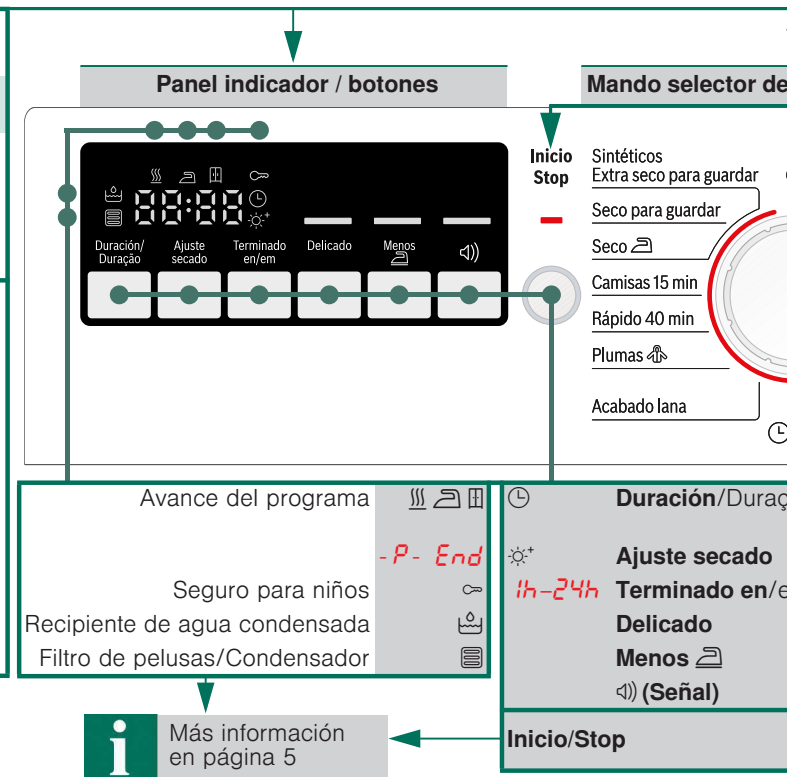 Panel indicador / botones
Mando selector de
Inicio
Stop
Sintéticos
Extra seco para guardar
Seco para guardar
Seco
Camisas 15 min
Rápido 40 min
Plumas
Acabado lana
88:88
Duración/
Duração
Ajuste
secado
Terminado
en/em
Delicado
Menos
Avance del programa
-P- End
Seguro para niños
Recipiente de agua condensada
Filtro de pelusas/Condensador
Duración/Duraç
Ajuste secado
1h-24h Terminado en/e
Delicado
Menos
(Señal)
Inicio/Stop
i
Más información
en página 5